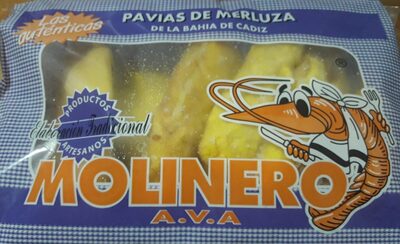 Las
auténticas
PAVIAS DE MERLUZA
DE LA BAHIA DE CADIZ
®
PRODUCTOS
Elaboración Tradicional
ARTESANOS
MOLINERO
A.V.A